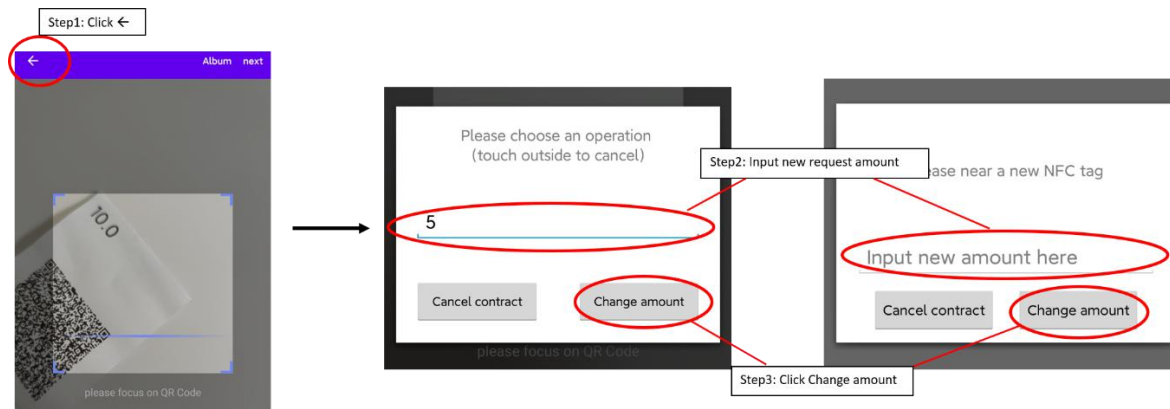 Step1: Click ←
← Album next
10.0
please focus on QR Code
Please choose an operation
(touch outside to cancel)
5
Cancel contract Change amount
please focus on QR Code
Step2: Input new request amount
ease near a new NFC tag
Input new amount here
Cancel contract Change amount
Step3: Click Change amount